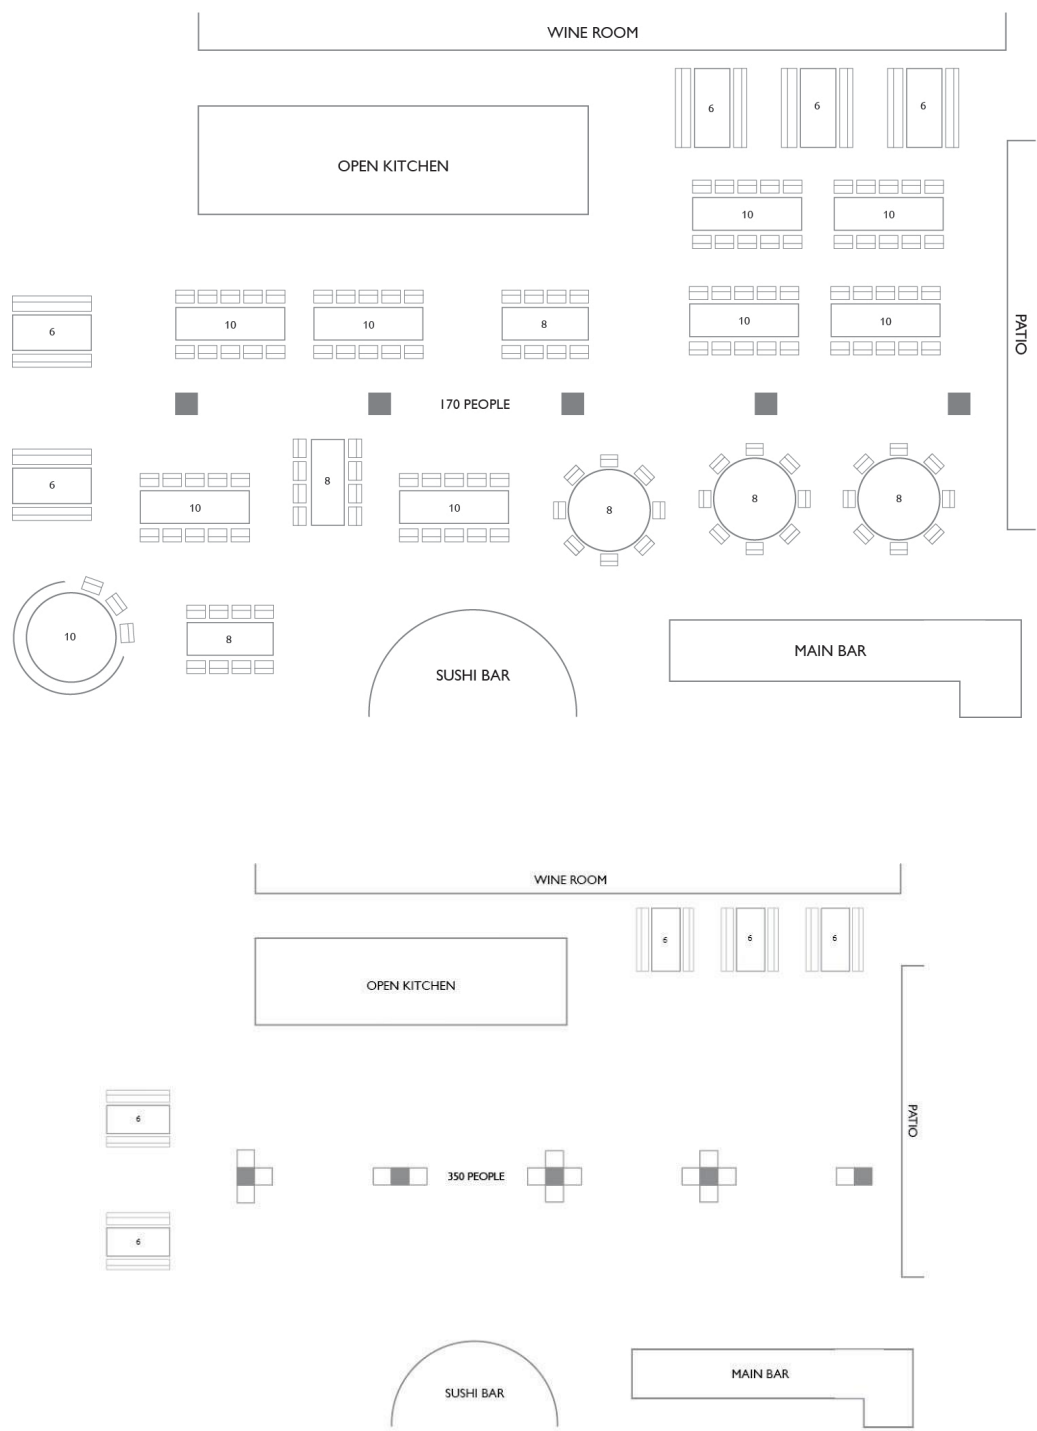 WINE ROOM
6
6
6
OPEN KITCHEN
10
10
6
10
10
8
10
10
PATIO
170 PEOPLE
6
10
8
10
8
8
8
10
8
SUSHI BAR
MAIN BAR
WINE ROOM
6
6
6
OPEN KITCHEN
6
PATIO
350 PEOPLE
6
SUSHI BAR
MAIN BAR